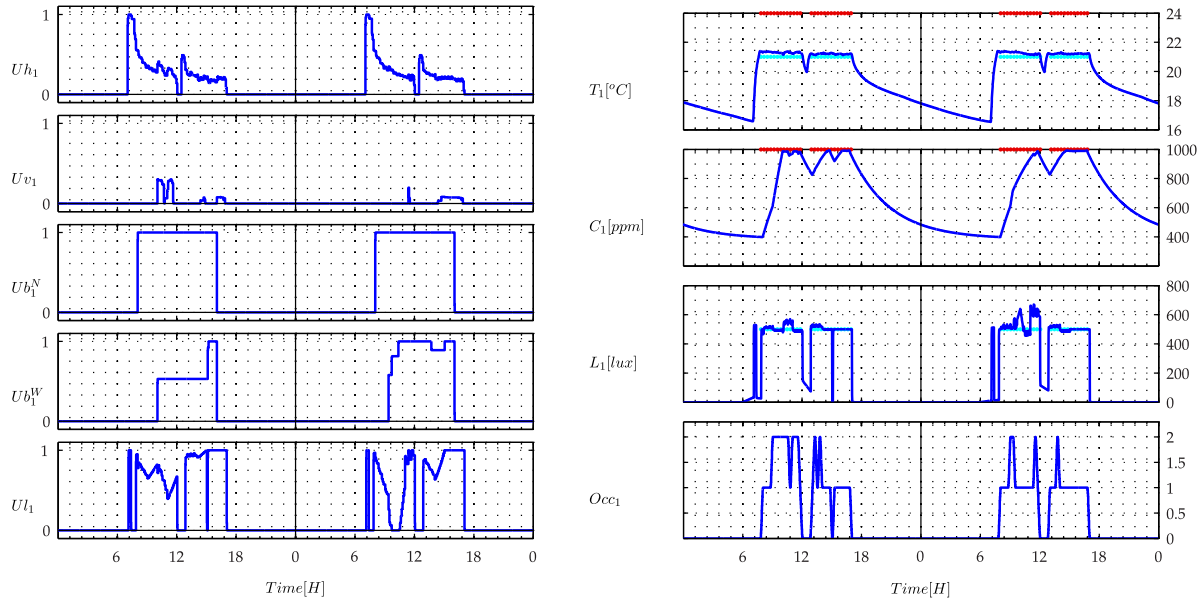 1
Uh₁
0
1
Uv₁
0
1
Ub₁ᴺ
0
1
Ub₁ᵂ
0
1
Ul₁
0
6 12 18 0 6 12 18 0
Time[H]
24
22
T₁[°C]
20
18
16
1000
800
C₁[ppm]
600
400
800
600
L₁[lux]
400
200
0
2
1.5
Occ₁
1
0.5
0
6 12 18 0 6 12 18 0
Time[H]